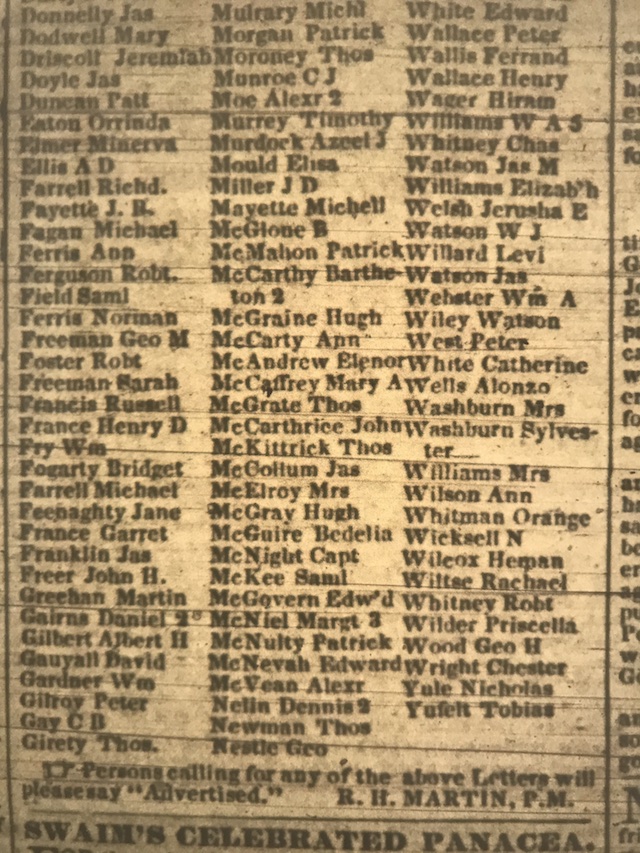 Donnelly Jas
Dodwell Mary
Driscoll Jeremiah
Doyle Jas
Duncan Patt
Eaton Orrinda
Elmer Minerva
Ellis A D
Farrell Richd.
Fayette J. R.
Fagan Michael
Ferris Ann
Ferguson Robt.
Field Saml
Ferris Norman
Freeman Geo M
Foster Robt
Freeman Sarah
Francis Russell
France Henry D
Fry Wm
Fogarty Bridget
Farrell Michael
Feenaghty Jane
France Garret
Franklin Jas
Freer John H.
Greehan Martin
Gairns Daniel 2
Gilbert Albert H
Gauyall David
Gardner Wm
Gilroy Peter
Gay C B
Girety Thos.
Mulrary Michl
Morgan Patrick
Moroney Thos
Munroe C J
Moe Alexr 2
Murrey Timothy
Murdock Azeel J
Mould Elisa
Miller J D
Mayette Michell
McGlone B
McMahon Patrick
McCarthy Barthe-
ton 2
McGraine Hugh
McCarty Ann
McAndrew Elenor
McCaffrey Mary A
McGrate Thos
McCarthrice John
McKittrick Thos
McCollum Jas
McElroy Mrs
McGray Hugh
McGuire Bedelia
McNight Capt
McKee Saml
McGovern Edw'd
McNiel Margt 3
McNulty Patrick
McNevah Edward
McVean Alexr
Nelin Dennis 2
Newman Thos
Nestle Geo
White Edward
Wallace Peter
Wallis Ferrand
Wallace Henry
Wager Hiram
Williams W A S
Whitney Chas
Watson Jas M
Williams Elizab'h
Welsh Jerusha E
Watson W J
Willard Levi
Watson Jas
Webster Wm A
Wiley Watson
West Peter
White Catherine
Wells Alonzo
Washburn Mrs
Washburn Sylves-
ter
Williams Mrs
Wilson Ann
Whitman Orange
Wicksell N
Wilcox Heman
Wiltse Rachael
Whitney Robt
Wilder Priscella
Wood Geo H
Wright Chester
Yule Nicholas
Yufelt Tobias
☞ Persons calling for any of the above Letters will
please say "Advertised." R. H. MARTIN, P.M.
SWAIM'S CELEBRATED PANACEA.